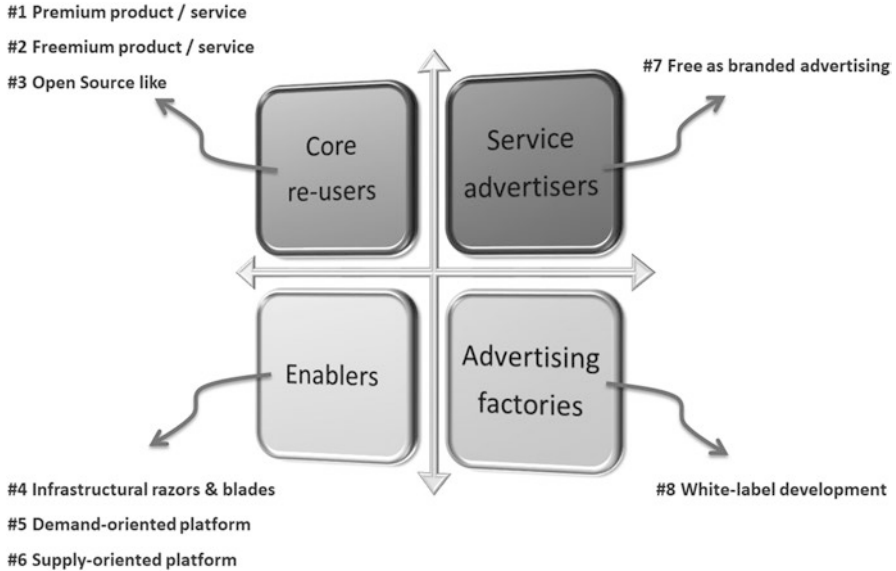 #1 Premium product / service
#2 Freemium product / service
#3 Open Source like
#7 Free as branded advertising
Core
re-users
Service
advertisers
Enablers
Advertising
factories
#4 Infrastructural razors & blades
#5 Demand-oriented platform
#6 Supply-oriented platform
#8 White-label development